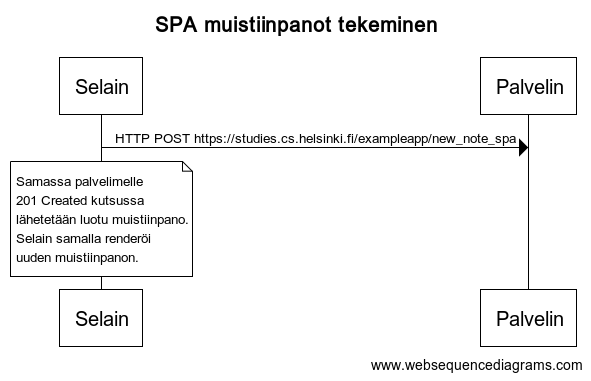 SPA muistiinpanot tekeminen
Selain
Palvelin
HTTP POST https://studies.cs.helsinki.fi/exampleapp/new_note_spa
Samassa palvelimelle
201 Created kutsussa
lähetetään luotu muistiinpano.
Selain samalla renderöi
uuden muistiinpanon.
Selain
Palvelin
www.websequencediagrams.com